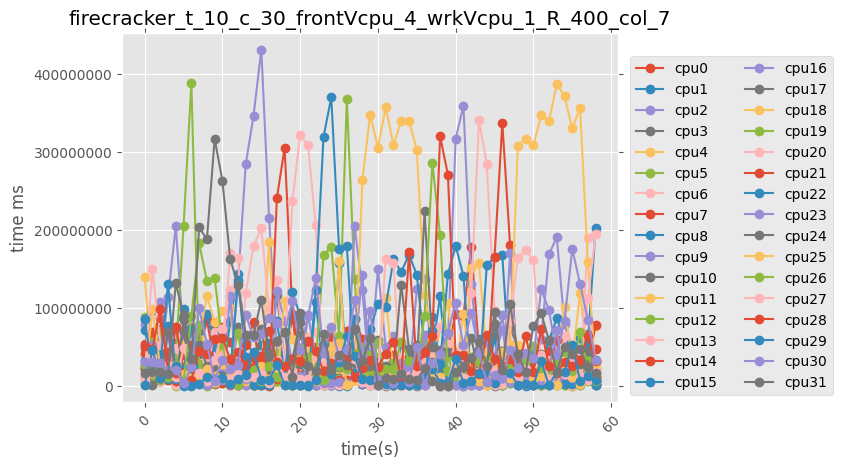 firecracker_t_10_c_30_frontVcpu_4_wrkVcpu_1_R_400_col_7
400000000
300000000
200000000
100000000
0
time ms
0 10 20 30 40 50 60
time(s)
cpu0 cpu16
cpu1 cpu17
cpu2 cpu18
cpu3 cpu19
cpu4 cpu20
cpu5 cpu21
cpu6 cpu22
cpu7 cpu23
cpu8 cpu24
cpu9 cpu25
cpu10 cpu26
cpu11 cpu27
cpu12 cpu28
cpu13 cpu29
cpu14 cpu30
cpu15 cpu31